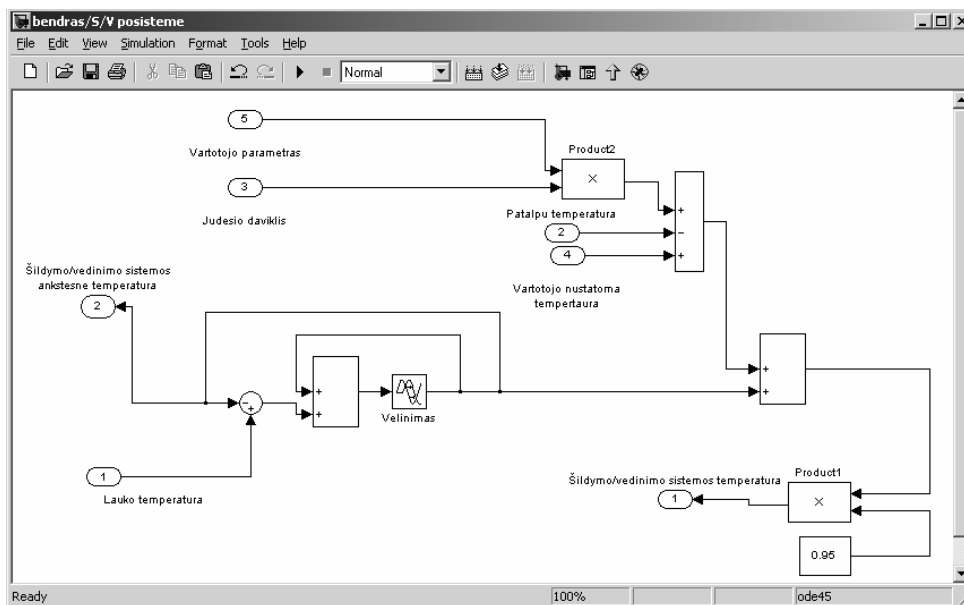 bendras/S/V posisteme
File Edit View Simulation Format Tools Help
Normal
5
Vartotojo parametras
Product2
3
Judesio daviklis
×
+
Patalpu temperatura
2
−
4
+
Vartotojo nustatoma
tempertaura
Šildymo/vedinimo sistemos
ankstesne temperatura
2
+
+
−
+
+
+
Velinimas
1
Lauko temperatura
Product1
Šildymo/vedinimo sistemos temperatura
1
×
0.95
Ready 100% ode45